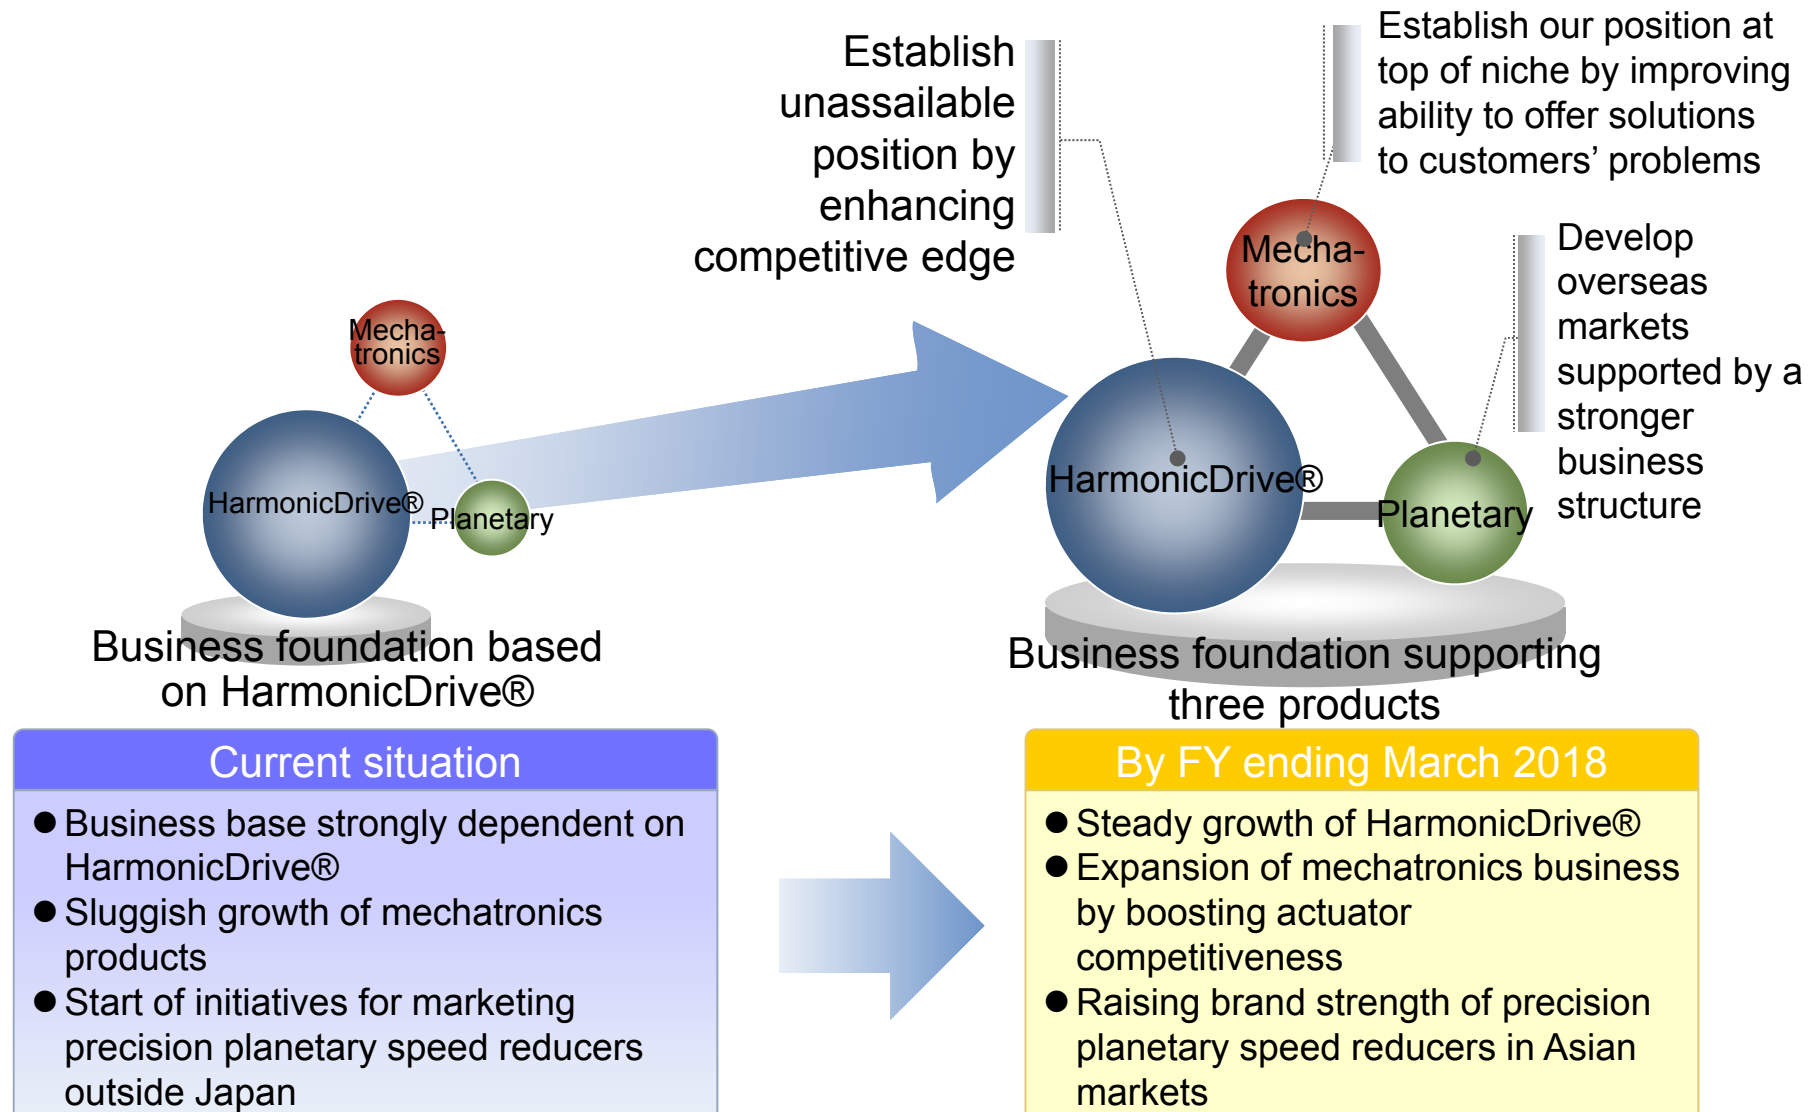 Establish
unassailable
position by
enhancing
competitive edge
Establish our position at
top of niche by improving
ability to offer solutions
to customers’ problems
Develop
overseas
markets
supported by a
stronger
business
structure
Mecha-
tronics
HarmonicDrive®
Planetary
Mecha-
tronics
HarmonicDrive®
Planetary
Business foundation based
on HarmonicDrive®
Business foundation supporting
three products
Current situation
● Business base strongly dependent on
HarmonicDrive®
● Sluggish growth of mechatronics
products
● Start of initiatives for marketing
precision planetary speed reducers
outside Japan
By FY ending March 2018
● Steady growth of HarmonicDrive®
● Expansion of mechatronics business
by boosting actuator
competitiveness
● Raising brand strength of precision
planetary speed reducers in Asian
markets